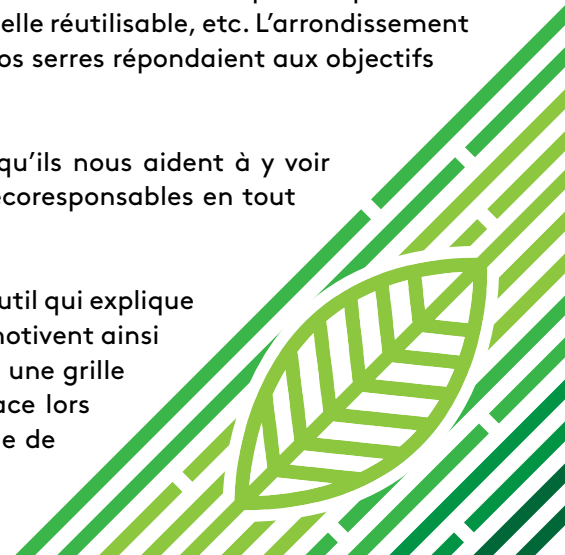 elle réutilisable, etc. L’arrondissement
os serres répondaient aux objectifs
qu’ils nous aident à y voir
écoresponsables en tout
util qui explique
motivent ainsi
une grille
lors
de